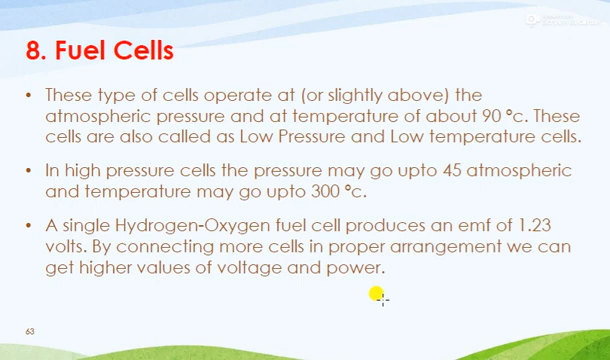 8. Fuel Cells
• These type of cells operate at (or slightly above) the
atmospheric pressure and at temperature of about 90 ºc. These
cells are also called as Low Pressure and Low temperature cells.
• In high pressure cells the pressure may go upto 45 atmospheric
and temperature may go upto 300 ºc.
• A single Hydrogen-Oxygen fuel cell produces an emf of 1.23
volts. By connecting more cells in proper arrangement we can
get higher values of voltage and power.
63